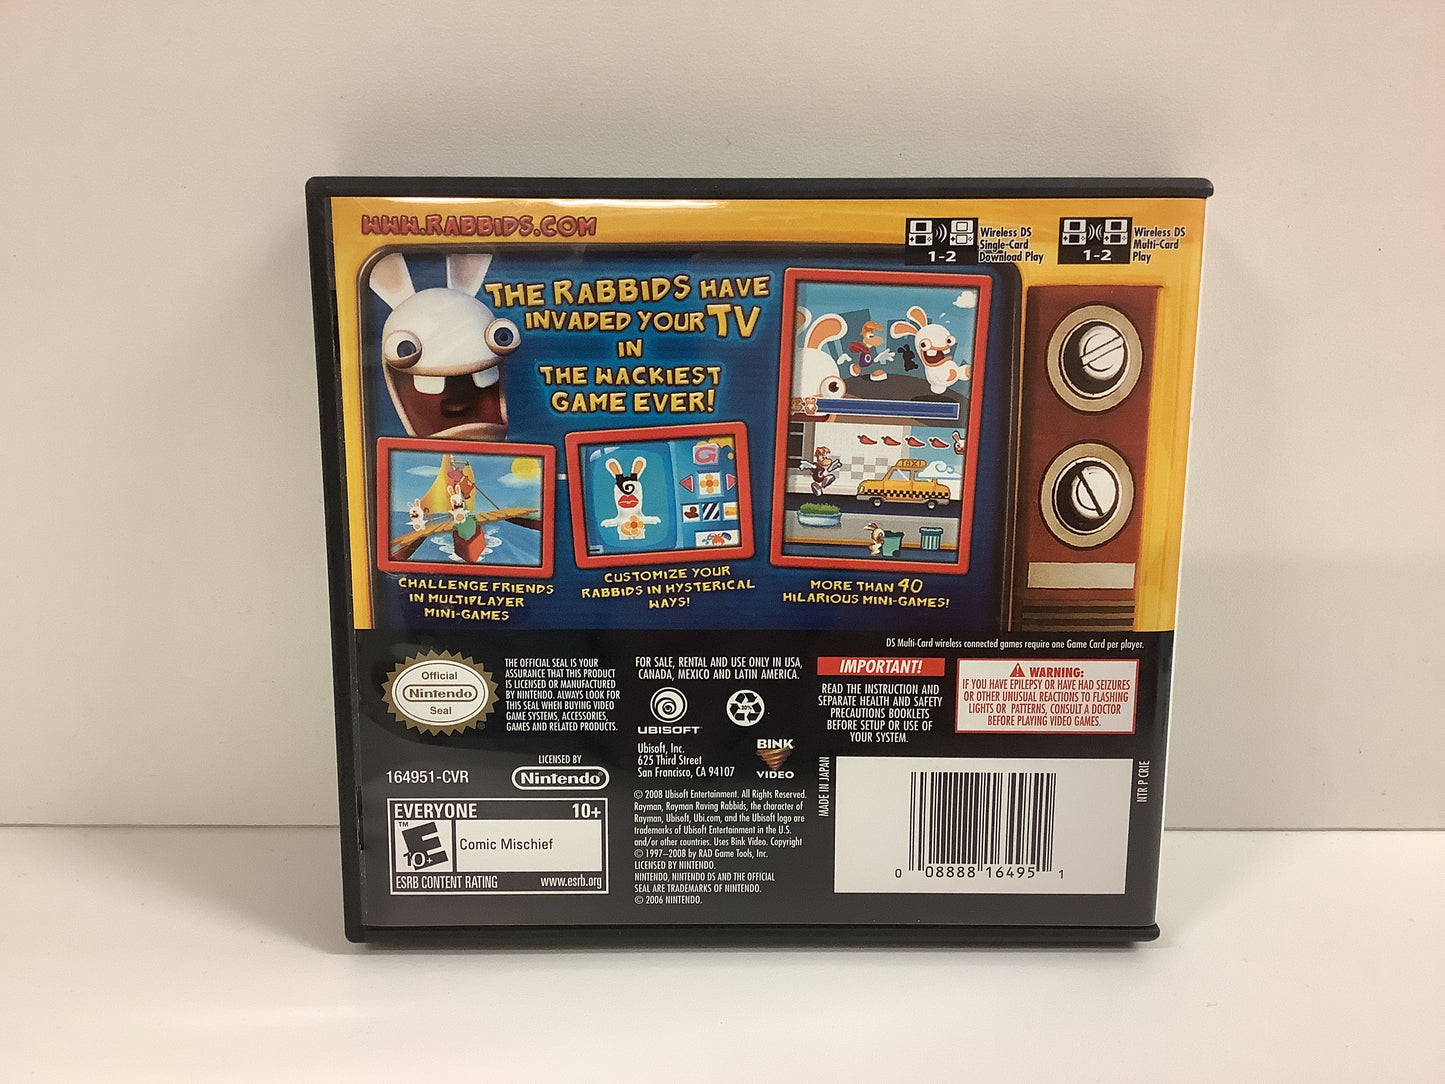 WWW.RABBIDS.COM
1-2
Wireless DS
Single-Card
Download Play
1-2
Wireless DS
Multi-Card
Play
THE RABBIDS HAVE
INVADED YOUR TV
IN
THE WACKIEST
GAME EVER!
TAXI
CHALLENGE FRIENDS
IN MULTIPLAYER
MINI-GAMES
CUSTOMIZE YOUR
RABBIDS IN HYSTERICAL
WAYS!
MORE THAN 40
HILARIOUS MINI-GAMES!
DS Multi-Card wireless connected games require one Game Card per player.
Official
Nintendo
Seal
THE OFFICIAL SEAL IS YOUR
ASSURANCE THAT THIS PRODUCT
IS LICENSED OR MANUFACTURED
BY NINTENDO. ALWAYS LOOK FOR
THIS SEAL WHEN BUYING VIDEO
GAME SYSTEMS, ACCESSORIES,
GAMES AND RELATED PRODUCTS.
164951-CVR
LICENSED BY
Nintendo
EVERYONE 10+
E
10+
™
Comic Mischief
ESRB CONTENT RATING www.esrb.org
FOR SALE, RENTAL AND USE ONLY IN USA,
CANADA, MEXICO AND LATIN AMERICA.
UBISOFT
30%
Ubisoft, Inc.
625 Third Street
San Francisco, CA 94107
BINK
VIDEO
© 2008 Ubisoft Entertainment. All Rights Reserved.
Rayman, Rayman Raving Rabbids, the character of
Rayman, Ubisoft, Ubi.com, and the Ubisoft logo are
trademarks of Ubisoft Entertainment in the U.S.
and/or other countries. Uses Bink Video. Copyright
© 1997–2008 by RAD Game Tools, Inc.
LICENSED BY NINTENDO.
NINTENDO, NINTENDO DS AND THE OFFICIAL
SEAL ARE TRADEMARKS OF NINTENDO.
© 2006 NINTENDO.
IMPORTANT!
READ THE INSTRUCTION AND
SEPARATE HEALTH AND SAFETY
PRECAUTIONS BOOKLETS
BEFORE SETUP OR USE OF
YOUR SYSTEM.
WARNING:
IF YOU HAVE EPILEPSY OR HAVE HAD SEIZURES
OR OTHER UNUSUAL REACTIONS TO FLASHING
LIGHTS OR PATTERNS, CONSULT A DOCTOR
BEFORE PLAYING VIDEO GAMES.
MADE IN JAPAN
0 08888 16495 1
NTR P CRIE